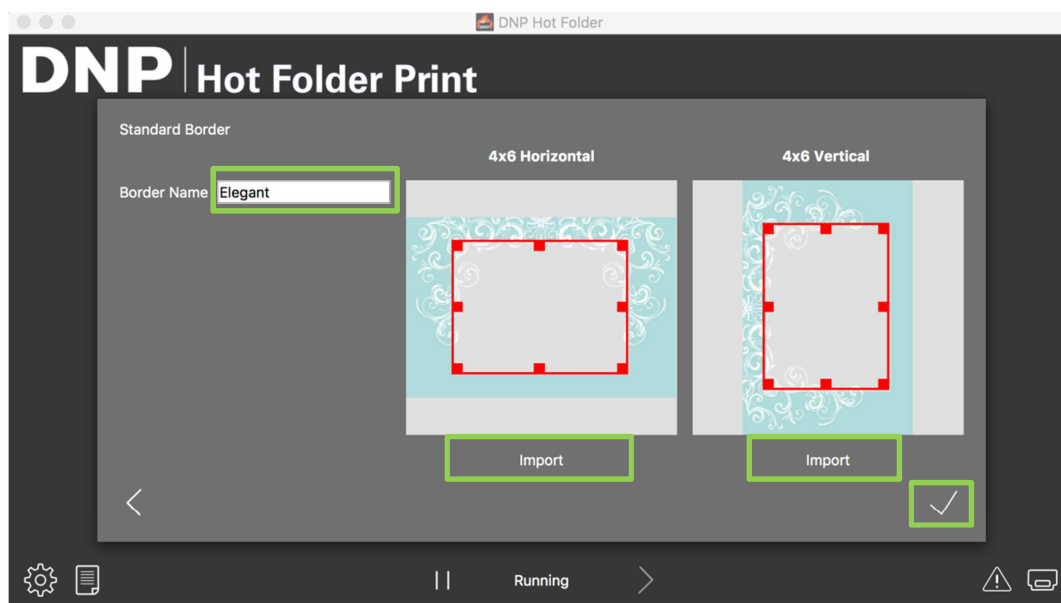 DNP Hot Folder
DNP Hot Folder Print
Standard Border
4x6 Horizontal
4x6 Vertical
Border Name Elegant
Import
Import
Running